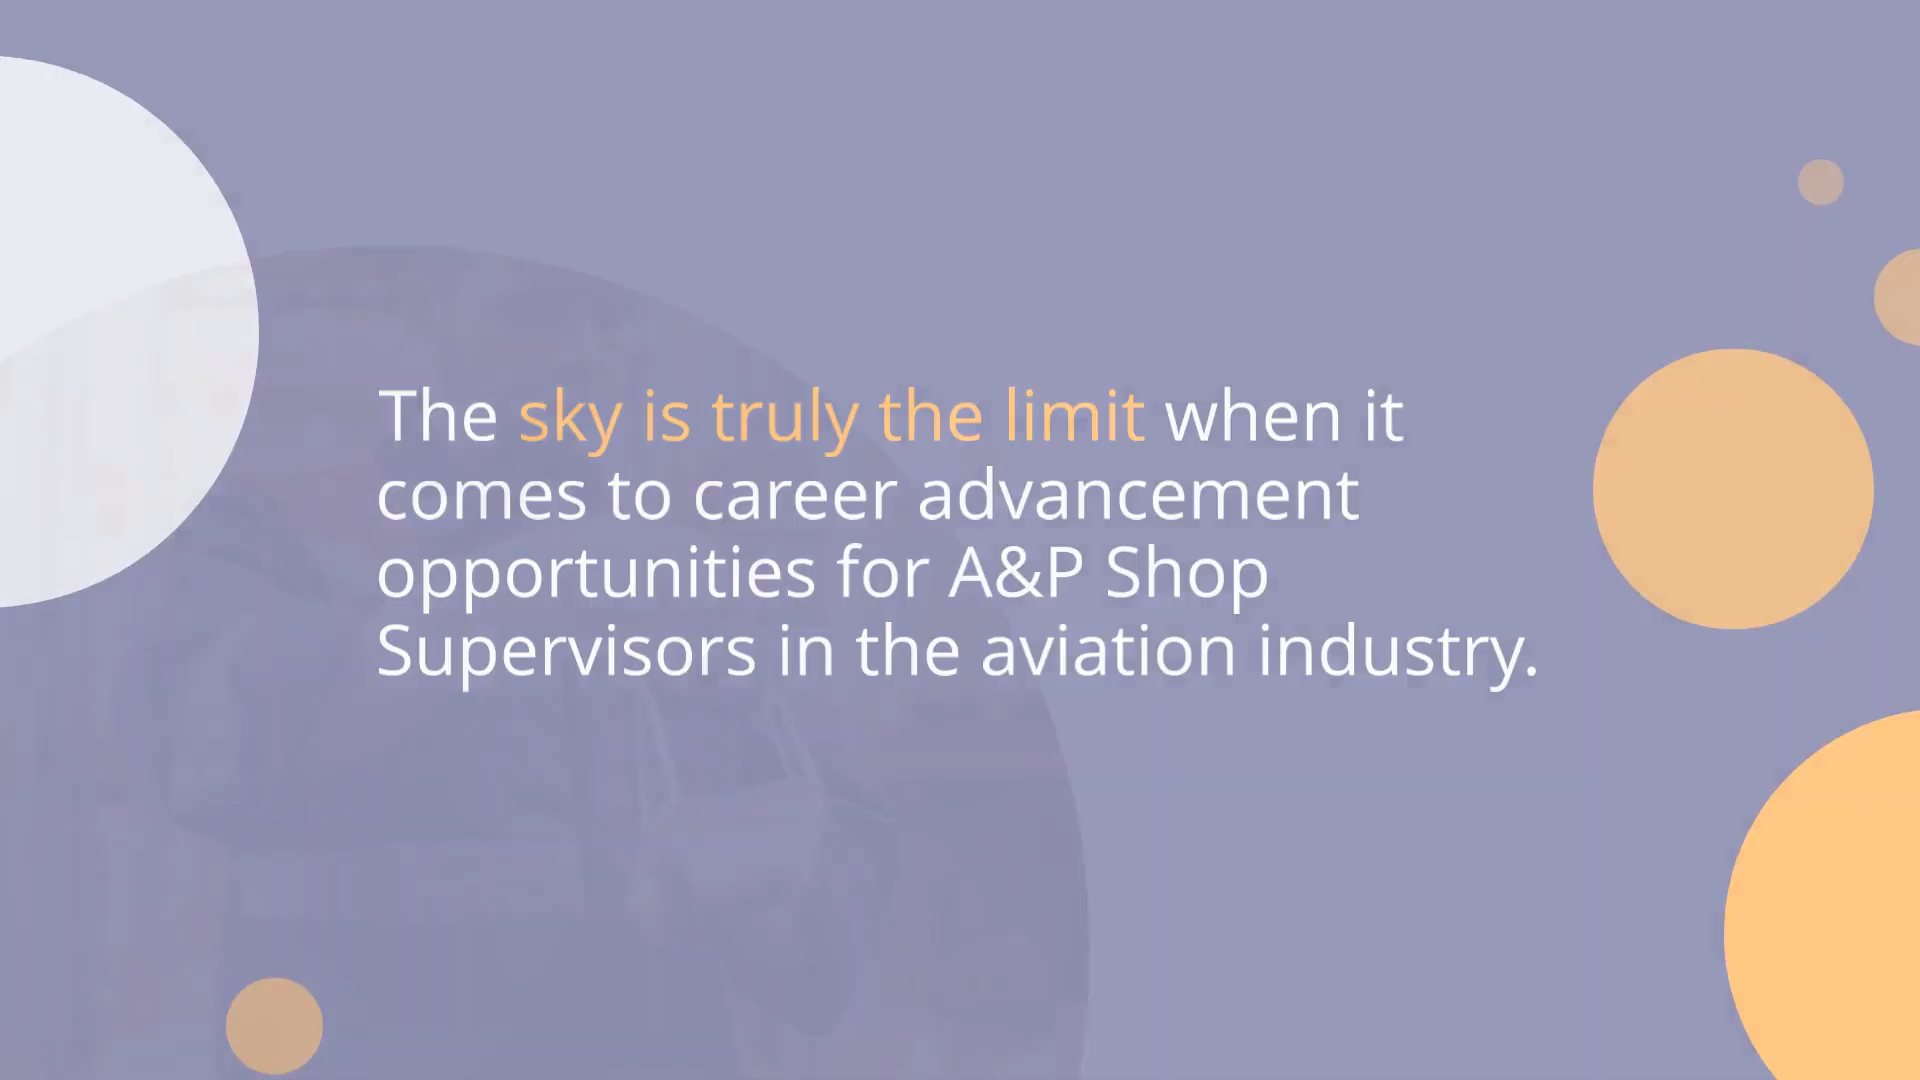 The sky is truly the limit when it
comes to career advancement
opportunities for A&P Shop
Supervisors in the aviation industry.